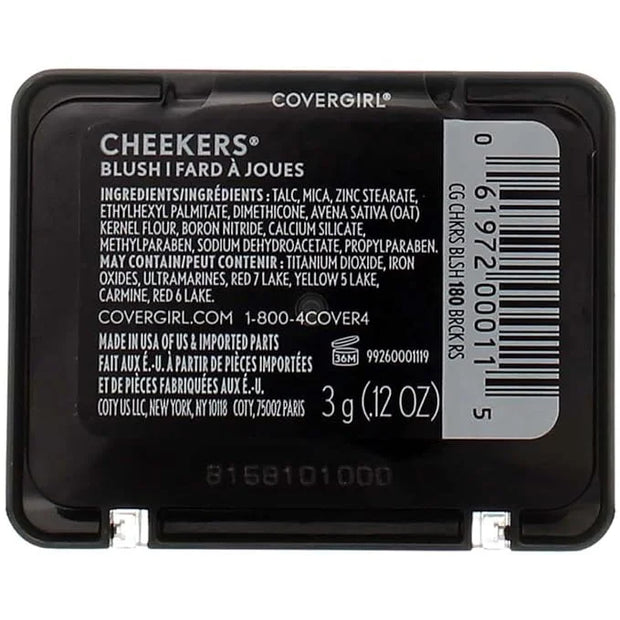 COVERGIRL®
CHEEKERS®
BLUSH | FARD À JOUES
INGREDIENTS/INGRÉDIENTS : TALC, MICA, ZINC STEARATE,
ETHYLHEXYL PALMITATE, DIMETHICONE, AVENA SATIVA (OAT)
KERNEL FLOUR, BORON NITRIDE, CALCIUM SILICATE,
METHYLPARABEN, SODIUM DEHYDROACETATE, PROPYLPARABEN.
MAY CONTAIN/PEUT CONTENIR : TITANIUM DIOXIDE, IRON
OXIDES, ULTRAMARINES, RED 7 LAKE, YELLOW 5 LAKE,
CARMINE, RED 6 LAKE.
COVERGIRL.COM 1-800-4COVER4
MADE IN USA OF US & IMPORTED PARTS
FAIT AUX É.-U. À PARTIR DE PIÈCES IMPORTÉES
ET DE PIÈCES FABRIQUÉES AUX É.-U.
COTY US LLC, NEW YORK, NY 10118 COTY, 75002 PARIS
36M
99260001119
3 g (.12 OZ)
0 61972 00011 5
CG CHKRS BLSH 180 BRCK RS
8158101000